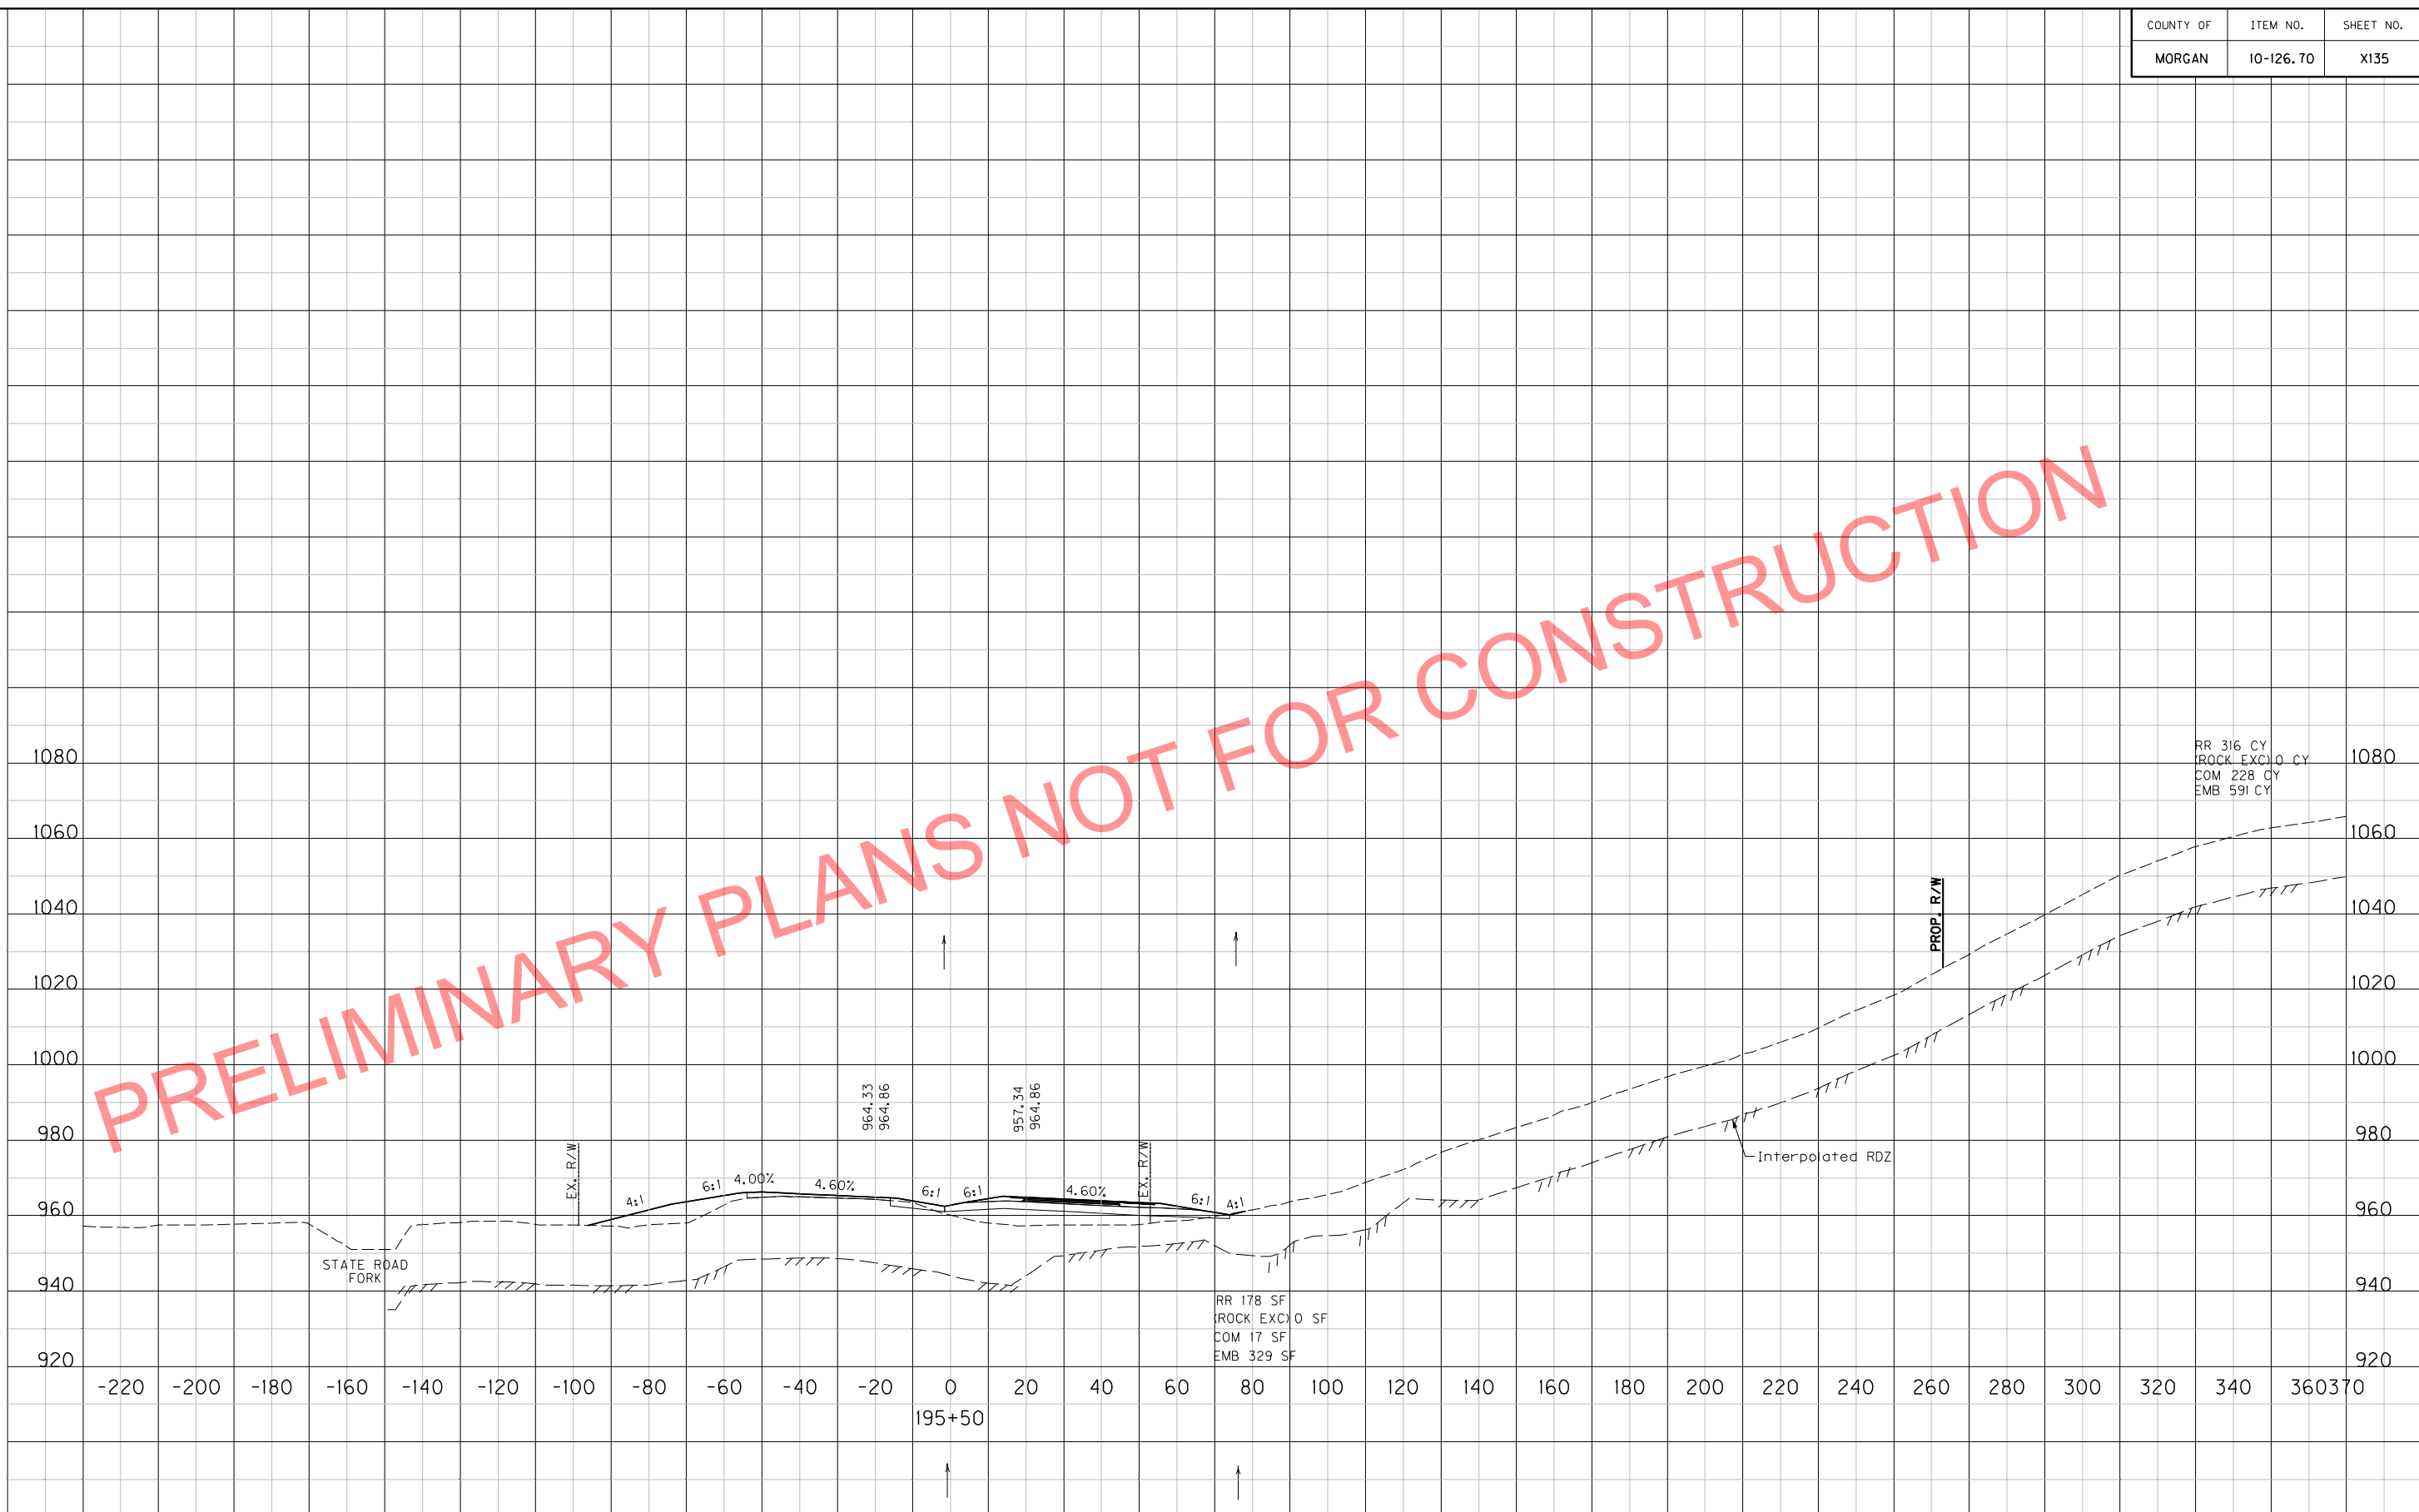 COUNTY OF ITEM NO. SHEET NO.
MORGAN 10-126.70 X135
PRELIMINARY PLANS NOT FOR CONSTRUCTION
RR 316 CY
(ROCK EXC) 0 CY
COM 228 CY
EMB 591 CY
1080 1080
1060 1060
1040 1040
1020 1020
1000 1000
980 980
960 960
940 940
920 920
PROP. R/W
964.33
964.86
957.34
964.86
EX. R/W
EX. R/W
4:1 6:1 4.00% 4.60% 6:1 6:1 4.60% 6:1 4:1
Interpolated RDZ
STATE ROAD
FORK
RR 178 SF
(ROCK EXC) 0 SF
COM 17 SF
EMB 329 SF
-220 -200 -180 -160 -140 -120 -100 -80 -60 -40 -20 0 20 40 60 80 100 120 140 160 180 200 220 240 260 280 300 320 340 360 370
195+50